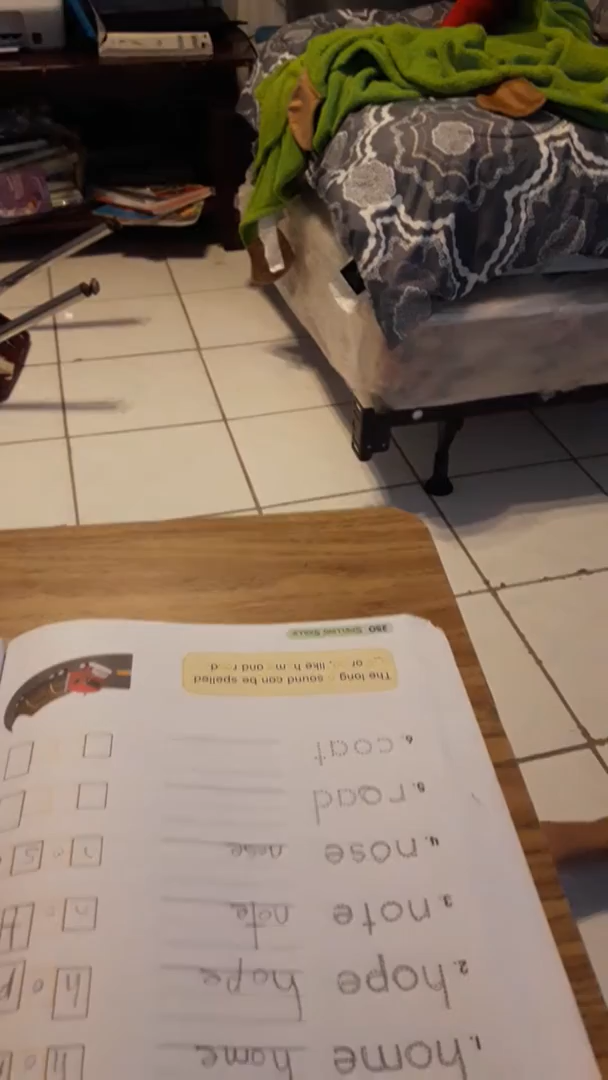 1. home home h o
2. hope hope h o p
3. note note n o t
4. nose nose o s
5. road
6. coat
The long sound can be spelled
or , like h m and r d
250 SPELLING SKILLS